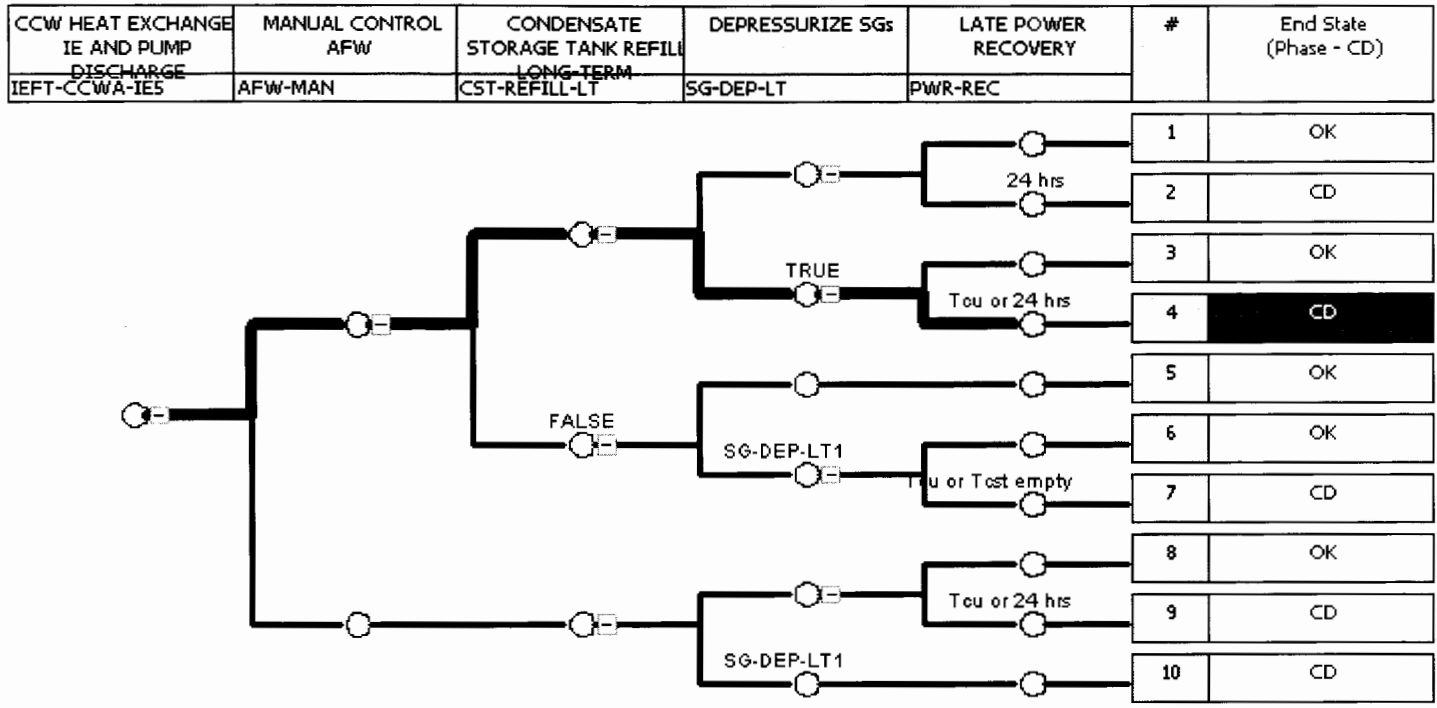 CCW HEAT EXCHANGE
IE AND PUMP
DISCHARGE
IEFT-CCWA-IES
MANUAL CONTROL
AFW
AFW-MAN
CONDENSATE
STORAGE TANK REFILL
LONG-TERM
CST-REFILL-LT
DEPRESSURIZE SGs
SG-DEP-LT
LATE POWER
RECOVERY
PWR-REC
#
End State
(Phase - CD)
1
OK
24 hrs
2
CD
3
OK
TRUE
Tcu or 24 hrs
4
CD
5
OK
FALSE
6
OK
SG-DEP-LT1
Tcu or Tcst empty
7
CD
8
OK
Tcu or 24 hrs
9
CD
SG-DEP-LT1
10
CD